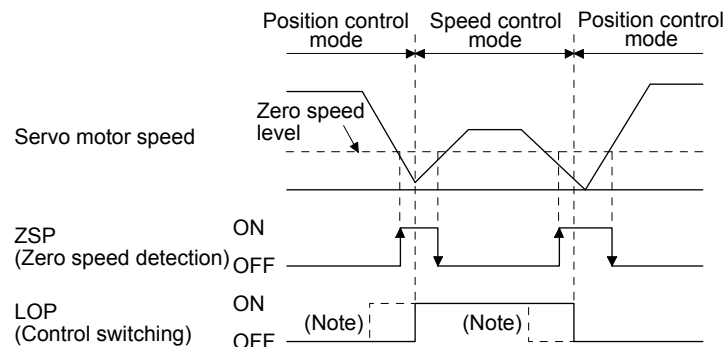 Position control mode
Speed control mode
Position control mode
Zero speed level
Servo motor speed
ZSP
(Zero speed detection)
ON
OFF
LOP
(Control switching)
ON
OFF
(Note)
(Note)